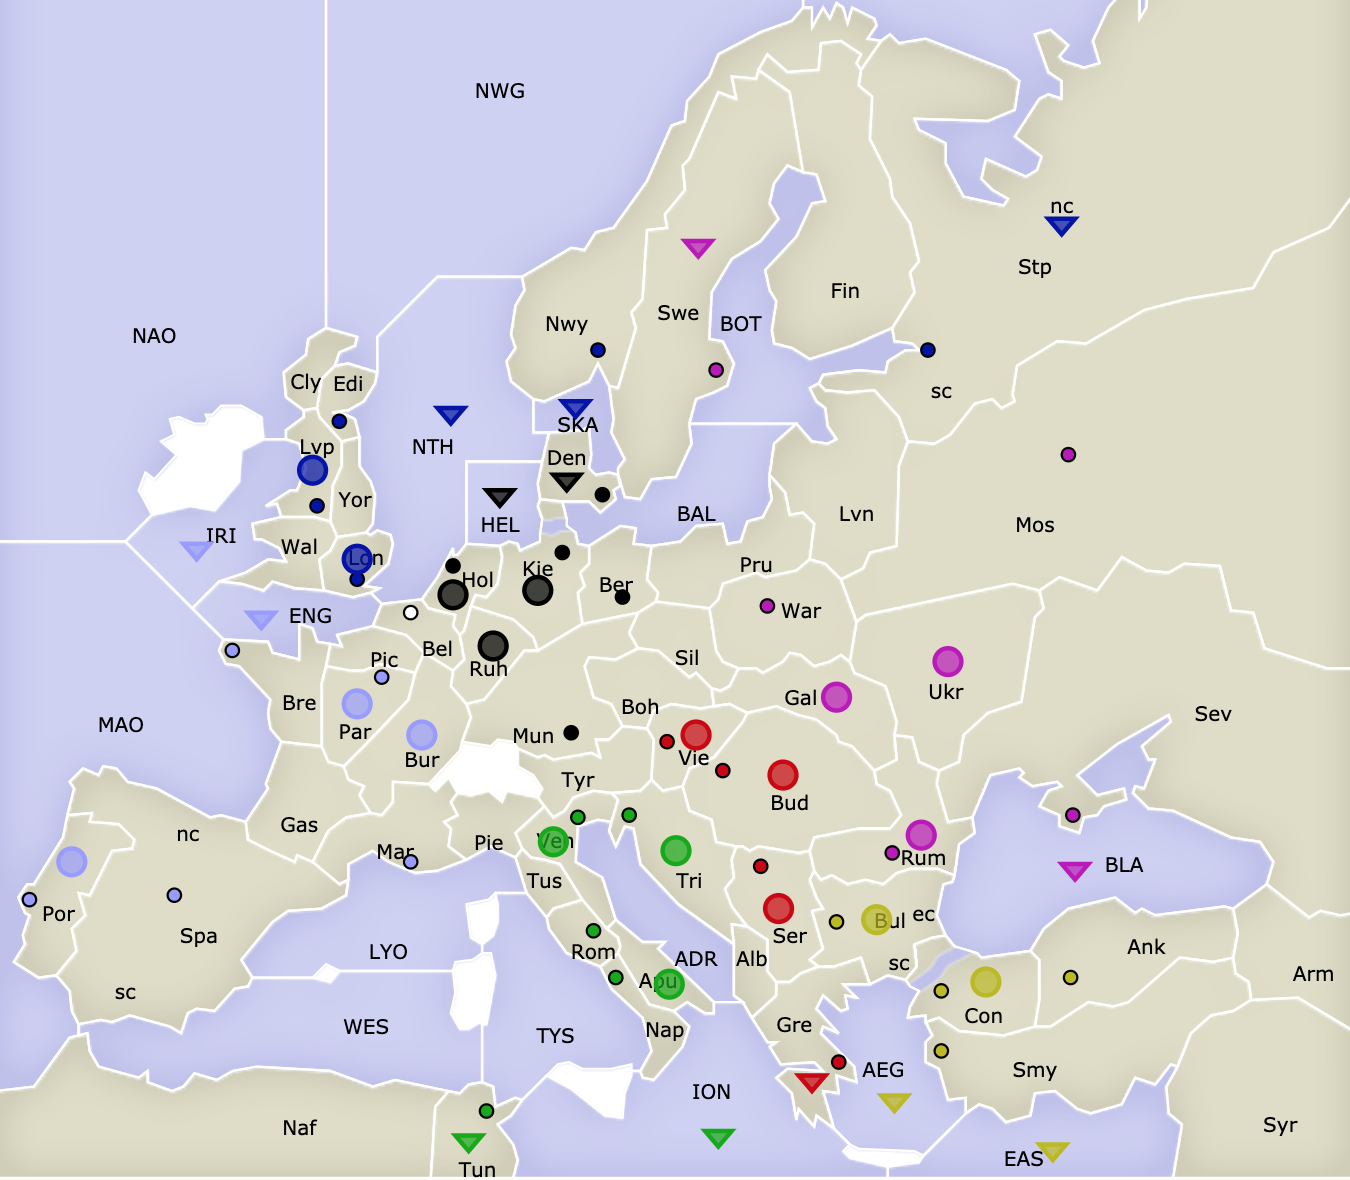 NWG
nc
Stp
Fin
Nwy
Swe
BOT
NAO
Cly
Edi
sc
SKA
NTH
Lvp
Den
Yor
HEL
BAL
Lvn
Mos
IRI
Wal
Lon
Kie
Hol
Ber
Pru
War
ENG
Bel
Ruh
Pic
Sil
Ukr
Gal
Bre
Boh
Sev
MAO
Par
Mun
Bur
Vie
Tyr
Bud
Gas
nc
Pie
Ven
Mar
Rum
BLA
Tus
Tri
Por
Bul
ec
Spa
Ser
Ank
Rom
LYO
ADR
Alb
sc
Arm
Apu
sc
Con
WES
TYS
Nap
Gre
AEG
Smy
ION
Naf
Syr
EAS
Tun